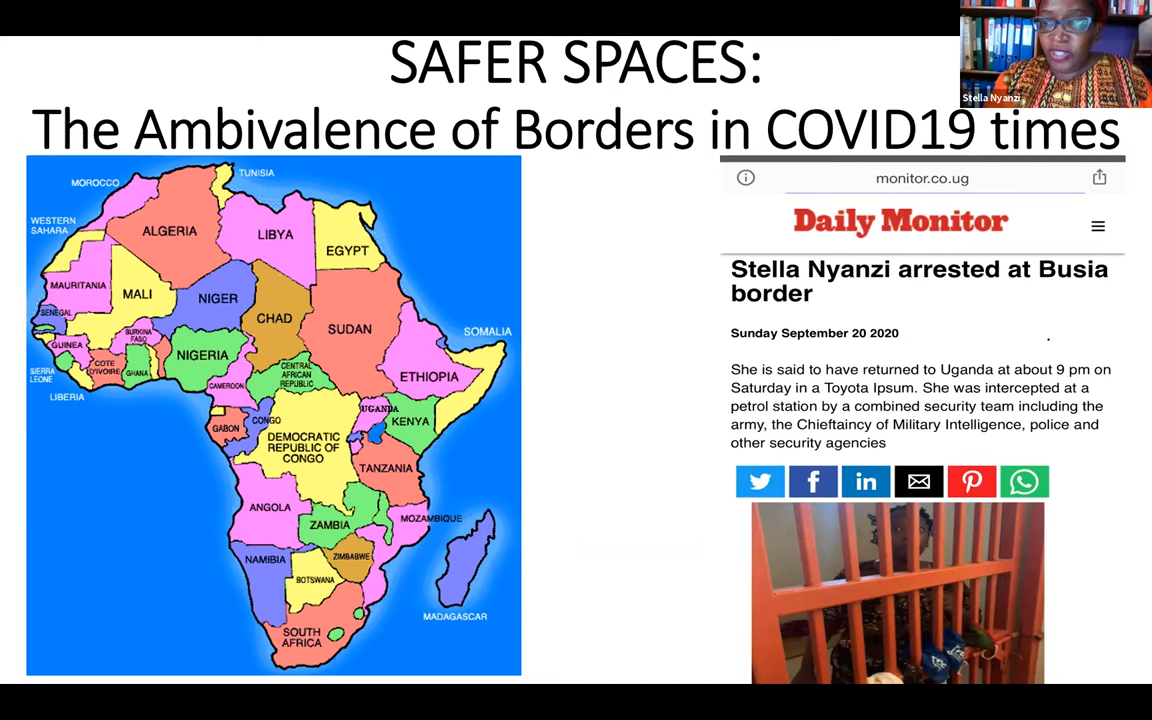 SAFER SPACES:
The Ambivalence of Borders in COVID19 times
Stella Nyanzi
MOROCCO
TUNISIA
WESTERN
SAHARA
ALGERIA
LIBYA
EGYPT
MAURITANIA
MALI
NIGER
CHAD
SUDAN
SOMALIA
SENEGAL
GUINEA
BURKINA
FASO
SIERRA
LEONE
COTE
D'IVOIRE
GHANA
NIGERIA
LIBERIA
CAMEROON
CENTRAL
AFRICAN
REPUBLIC
ETHIOPIA
UGANDA
KENYA
GABON
CONGO
DEMOCRATIC
REPUBLIC OF
CONGO
TANZANIA
ANGOLA
ZAMBIA
MOZAMBIQUE
NAMIBIA
ZIMBABWE
BOTSWANA
MADAGASCAR
SOUTH
AFRICA
monitor.co.ug
Daily Monitor
Stella Nyanzi arrested at Busia
border
Sunday September 20 2020
She is said to have returned to Uganda at about 9 pm on
Saturday in a Toyota Ipsum. She was intercepted at a
petrol station by a combined security team including the
army, the Chieftaincy of Military Intelligence, police and
other security agencies